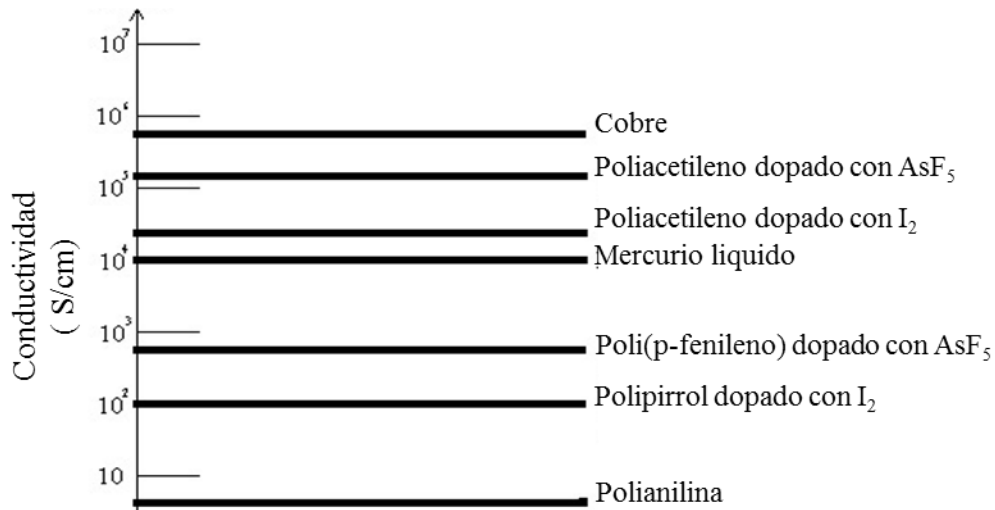 10⁷
10⁶
Cobre
Poliacetileno dopado con AsF₅
10⁵
Poliacetileno dopado con I₂
10⁴
Mercurio liquido
Conductividad
( S/cm)
10³
Poli(p-fenileno) dopado con AsF₅
10²
Polipirrol dopado con I₂
10
Polianilina